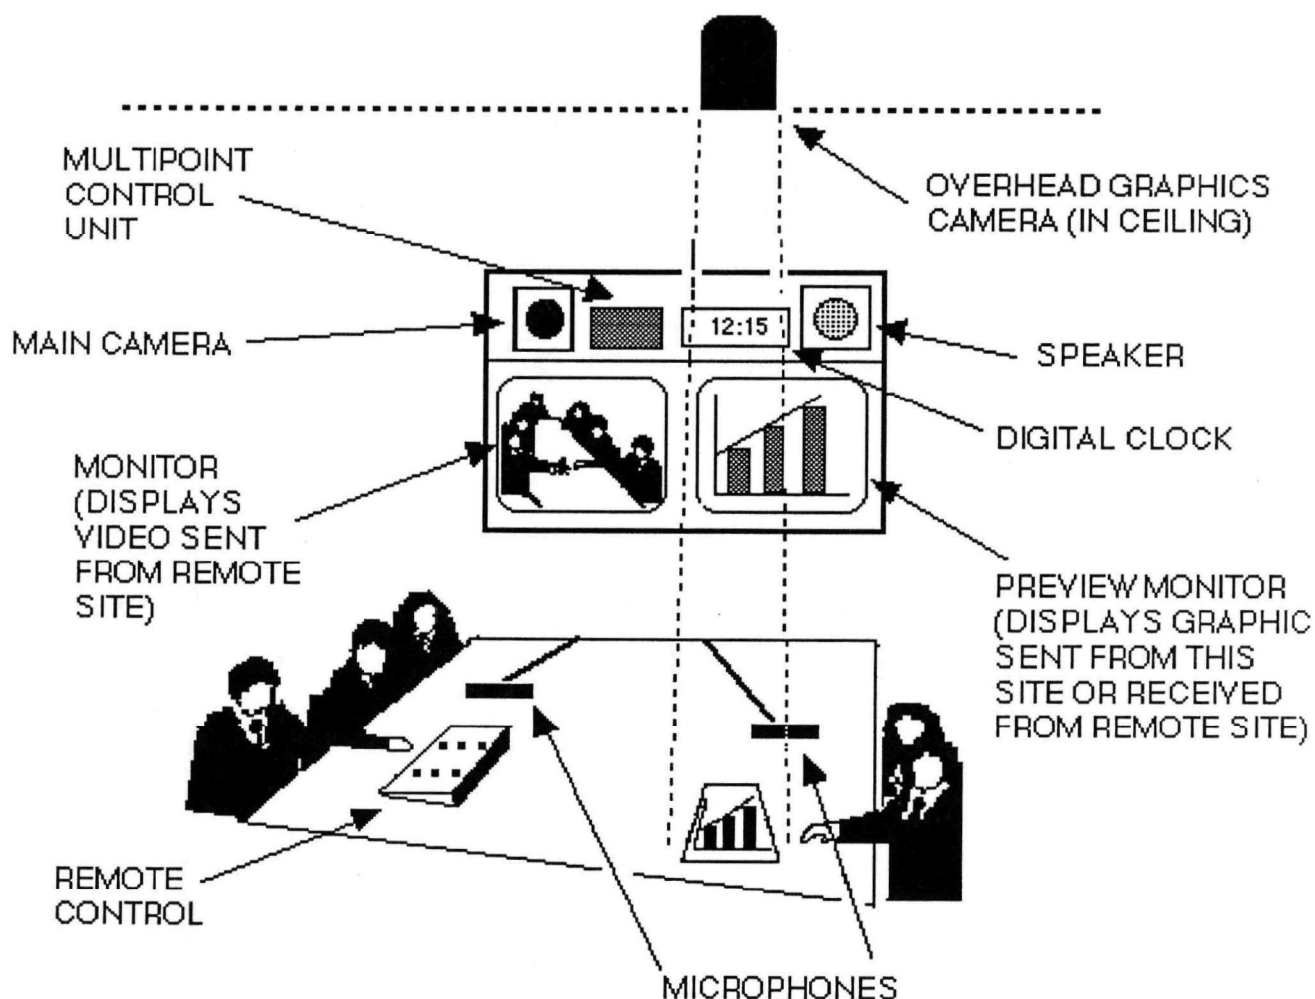 MULTIPOINT
CONTROL
UNIT
OVERHEAD GRAPHICS
CAMERA (IN CEILING)
MAIN CAMERA
12:15
SPEAKER
DIGITAL CLOCK
MONITOR
(DISPLAYS
VIDEO SENT
FROM REMOTE
SITE)
PREVIEW MONITOR
(DISPLAYS GRAPHIC
SENT FROM THIS
SITE OR RECEIVED
FROM REMOTE SITE)
REMOTE
CONTROL
MICROPHONES